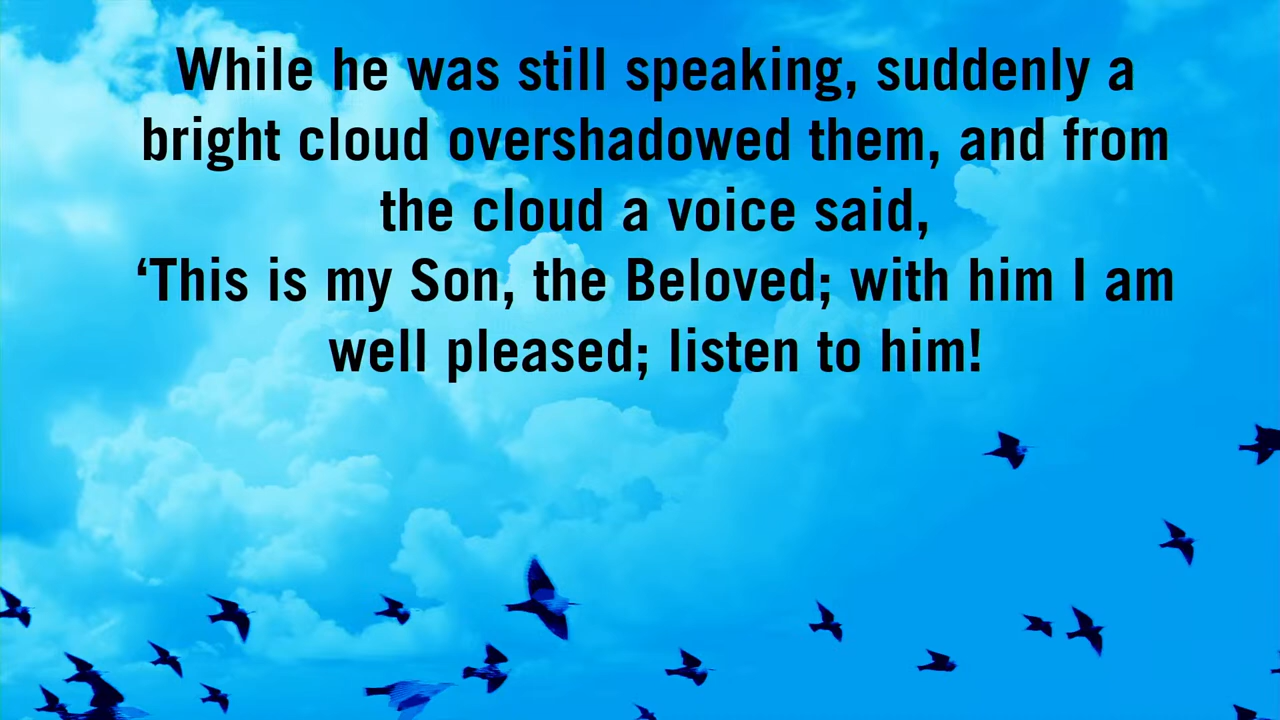 While he was still speaking, suddenly a
bright cloud overshadowed them, and from
the cloud a voice said,
‘This is my Son, the Beloved; with him I am
well pleased; listen to him!